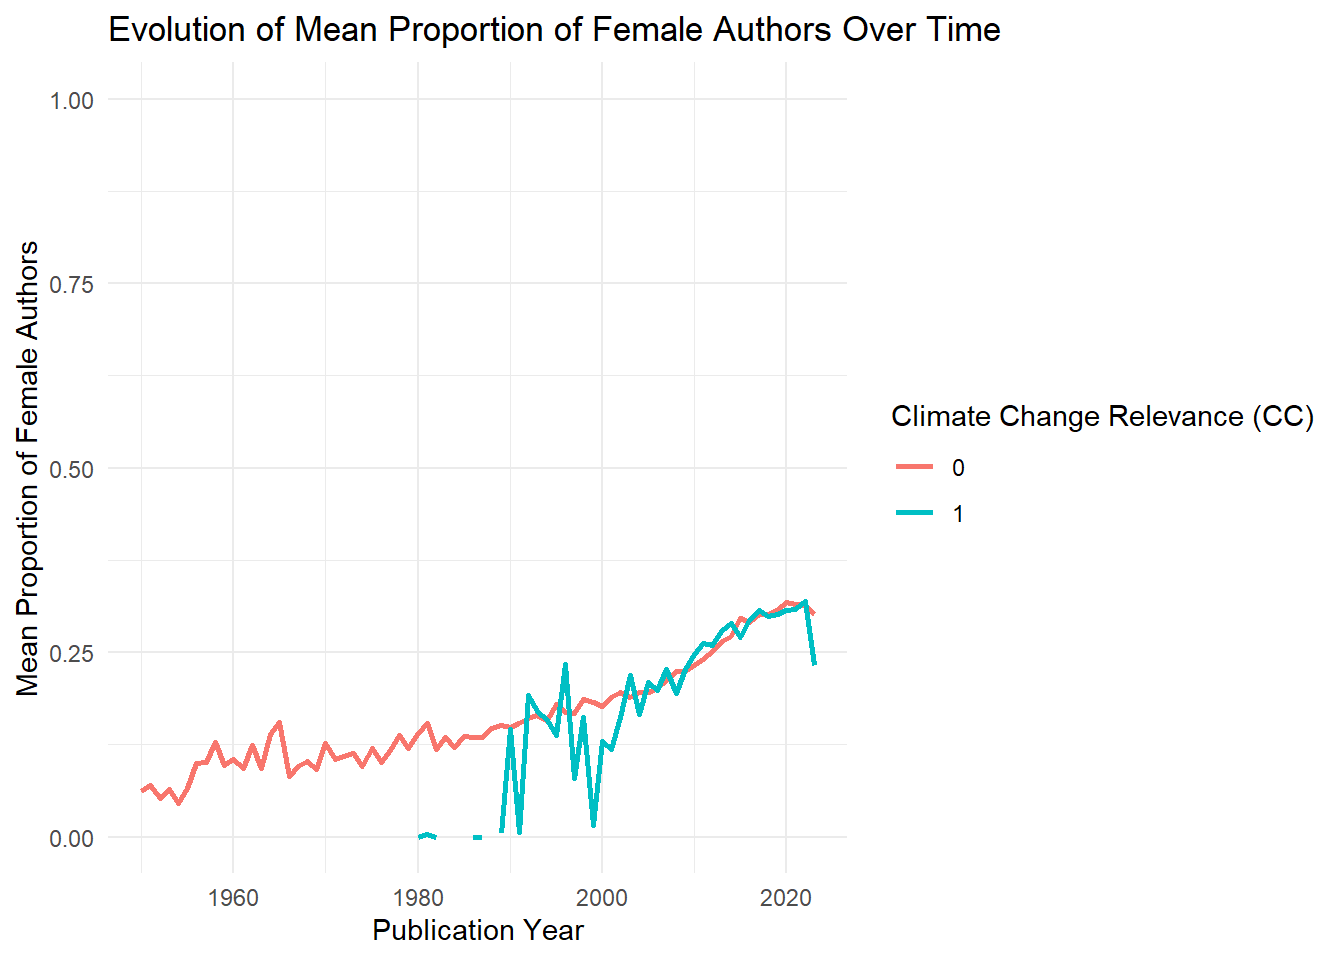 Evolution of Mean Proportion of Female Authors Over Time
Mean Proportion of Female Authors
1.00
0.75
0.50
0.25
0.00
1960
1980
2000
2020
Publication Year
Climate Change Relevance (CC)
0
1